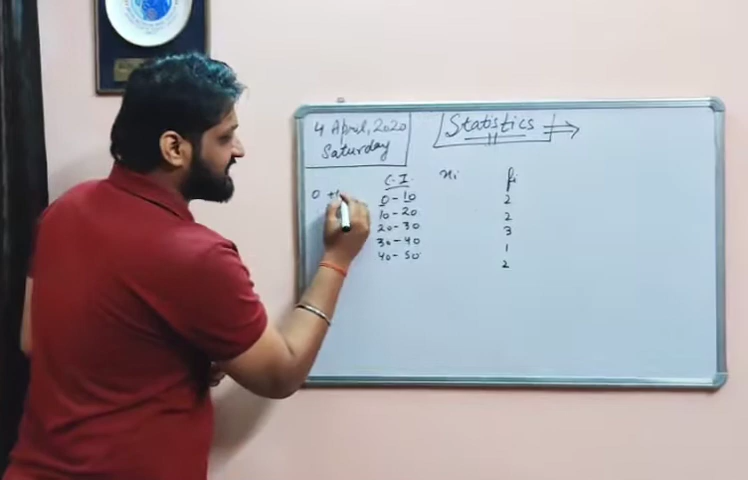 4 April, 2020
Saturday
Statistics
C.I. xi fi
0 +1 0-10 2
10-20 2
20-30 3
30-40 1
40-50 2